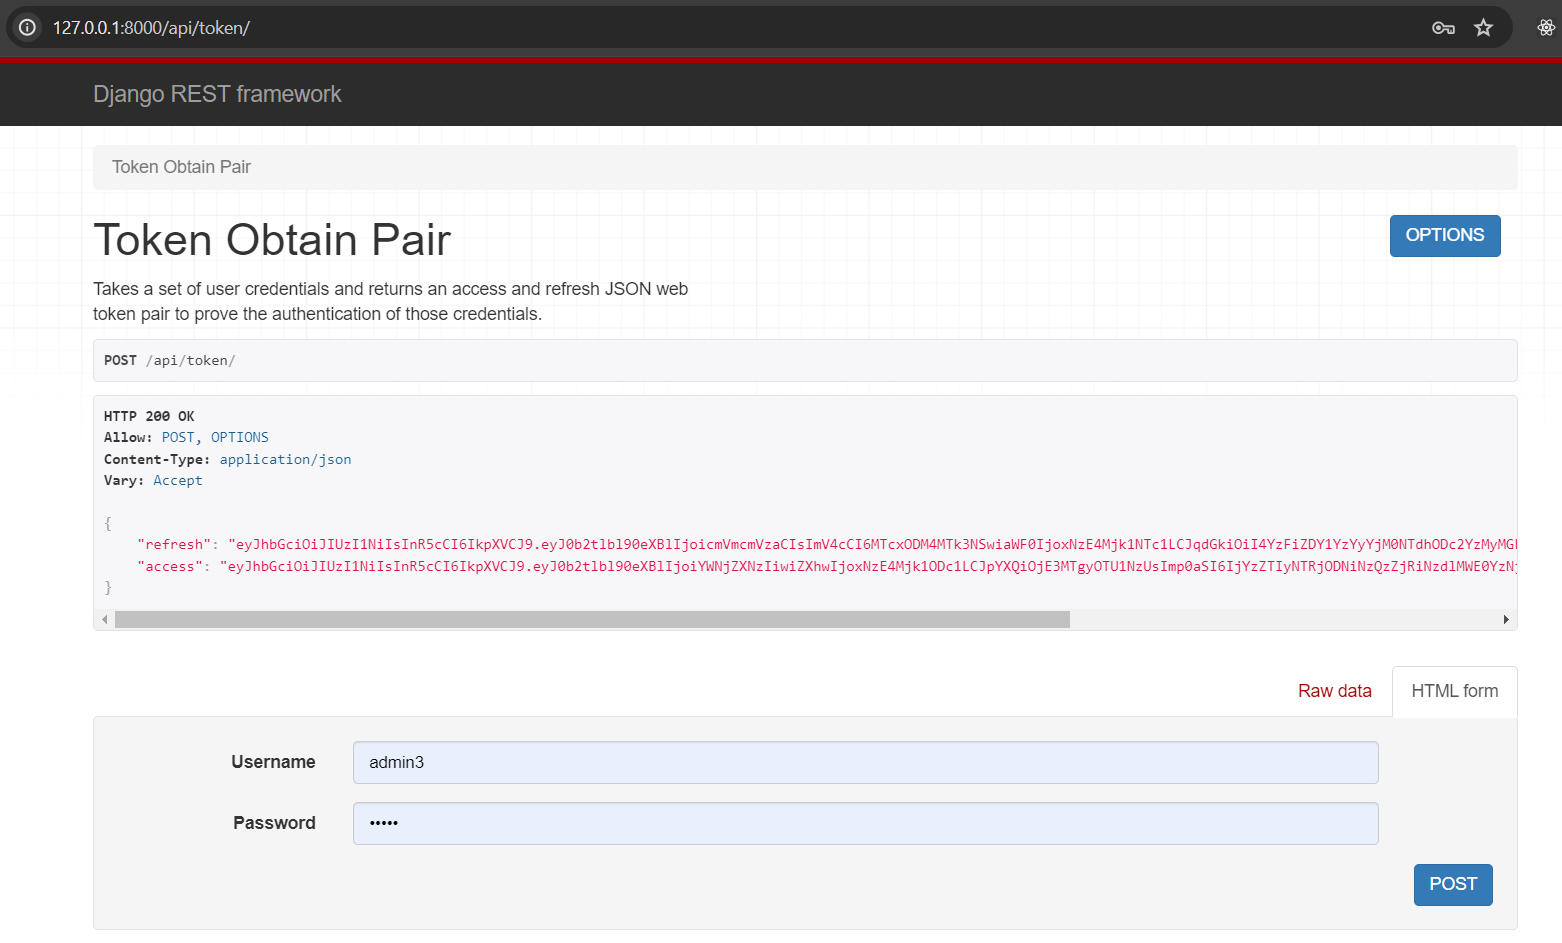 127.0.0.1:8000/api/token/
Django REST framework
Token Obtain Pair
Token Obtain Pair
OPTIONS
Takes a set of user credentials and returns an access and refresh JSON web
token pair to prove the authentication of those credentials.
POST /api/token/
HTTP 200 OK
Allow: POST, OPTIONS
Content-Type: application/json
Vary: Accept
{
"refresh": "eyJhbGciOiJIUzI1NiIsInR5cCI6IkpXVCJ9.eyJ0b2tlbl90eXBlIjoicmVmcmVzaCIsImV4cCI6MTcxODM4MTk3NSwiaWF0IjoxNzE4Mjk1NTc1LCJqdGkiOiI4YzFiZDY1YzYyYjM0NTdhODc2YzMyMG
"access": "eyJhbGciOiJIUzI1NiIsInR5cCI6IkpXVCJ9.eyJ0b2tlbl90eXBlIjoiYWNjZXNzIiwiZXhwIjoxNzE4Mjk1ODc1LCJpYXQiOjE3MTgyOTU1NzUsImp0aSI6IjYzZTIyNTRjODNiNzQzZjRiNzdlMWE0YzN
}
Raw data
HTML form
Username
admin3
Password
•••••
POST